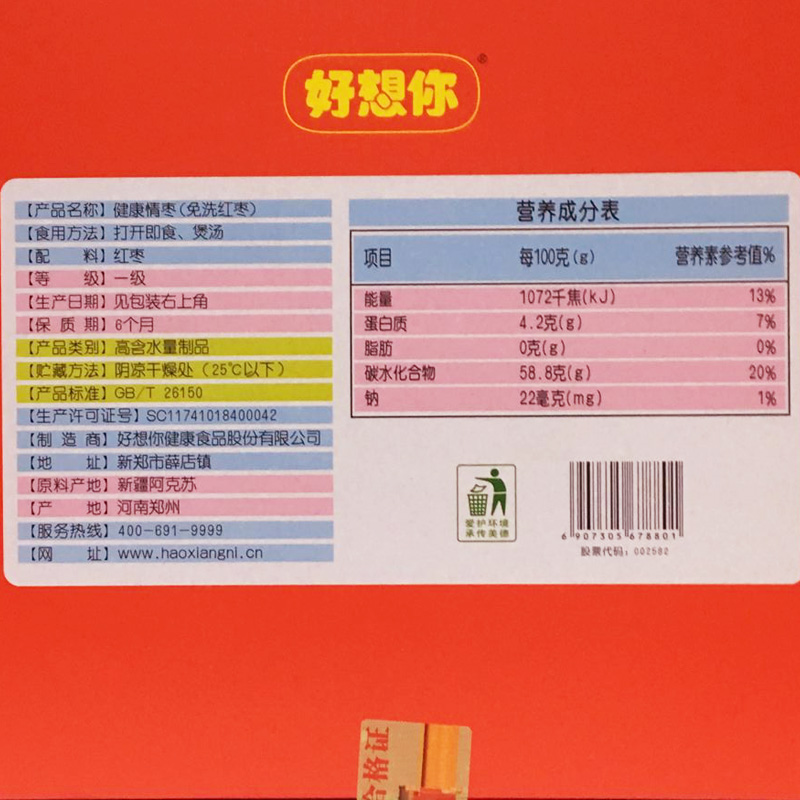 好想你®
【产品名称】健康情枣(免洗红枣)
【食用方法】打开即食、煲汤
【配 料】红枣
【等 级】一级
【生产日期】见包装右上角
【保 质 期】6个月
【产品类别】高含水量制品
【贮藏方法】阴凉干燥处（25℃以下）
【产品标准】GB/T 26150
【生产许可证号】SC11741018400042
【制 造 商】好想你健康食品股份有限公司
【地 址】新郑市薛店镇
【原料产地】新疆阿克苏
【产 地】河南郑州
【服务热线】400-691-9999
【网 址】www.haoxiangni.cn
营养成分表
项目 每100克(g) 营养素参考值%
能量 1072千焦(kJ) 13%
蛋白质 4.2克(g) 7%
脂肪 0克(g) 0%
碳水化合物 58.8克(g) 20%
钠 22毫克(mg) 1%
爱护环境
承传美德
6 907305 678801
股票代码：002582
合格证